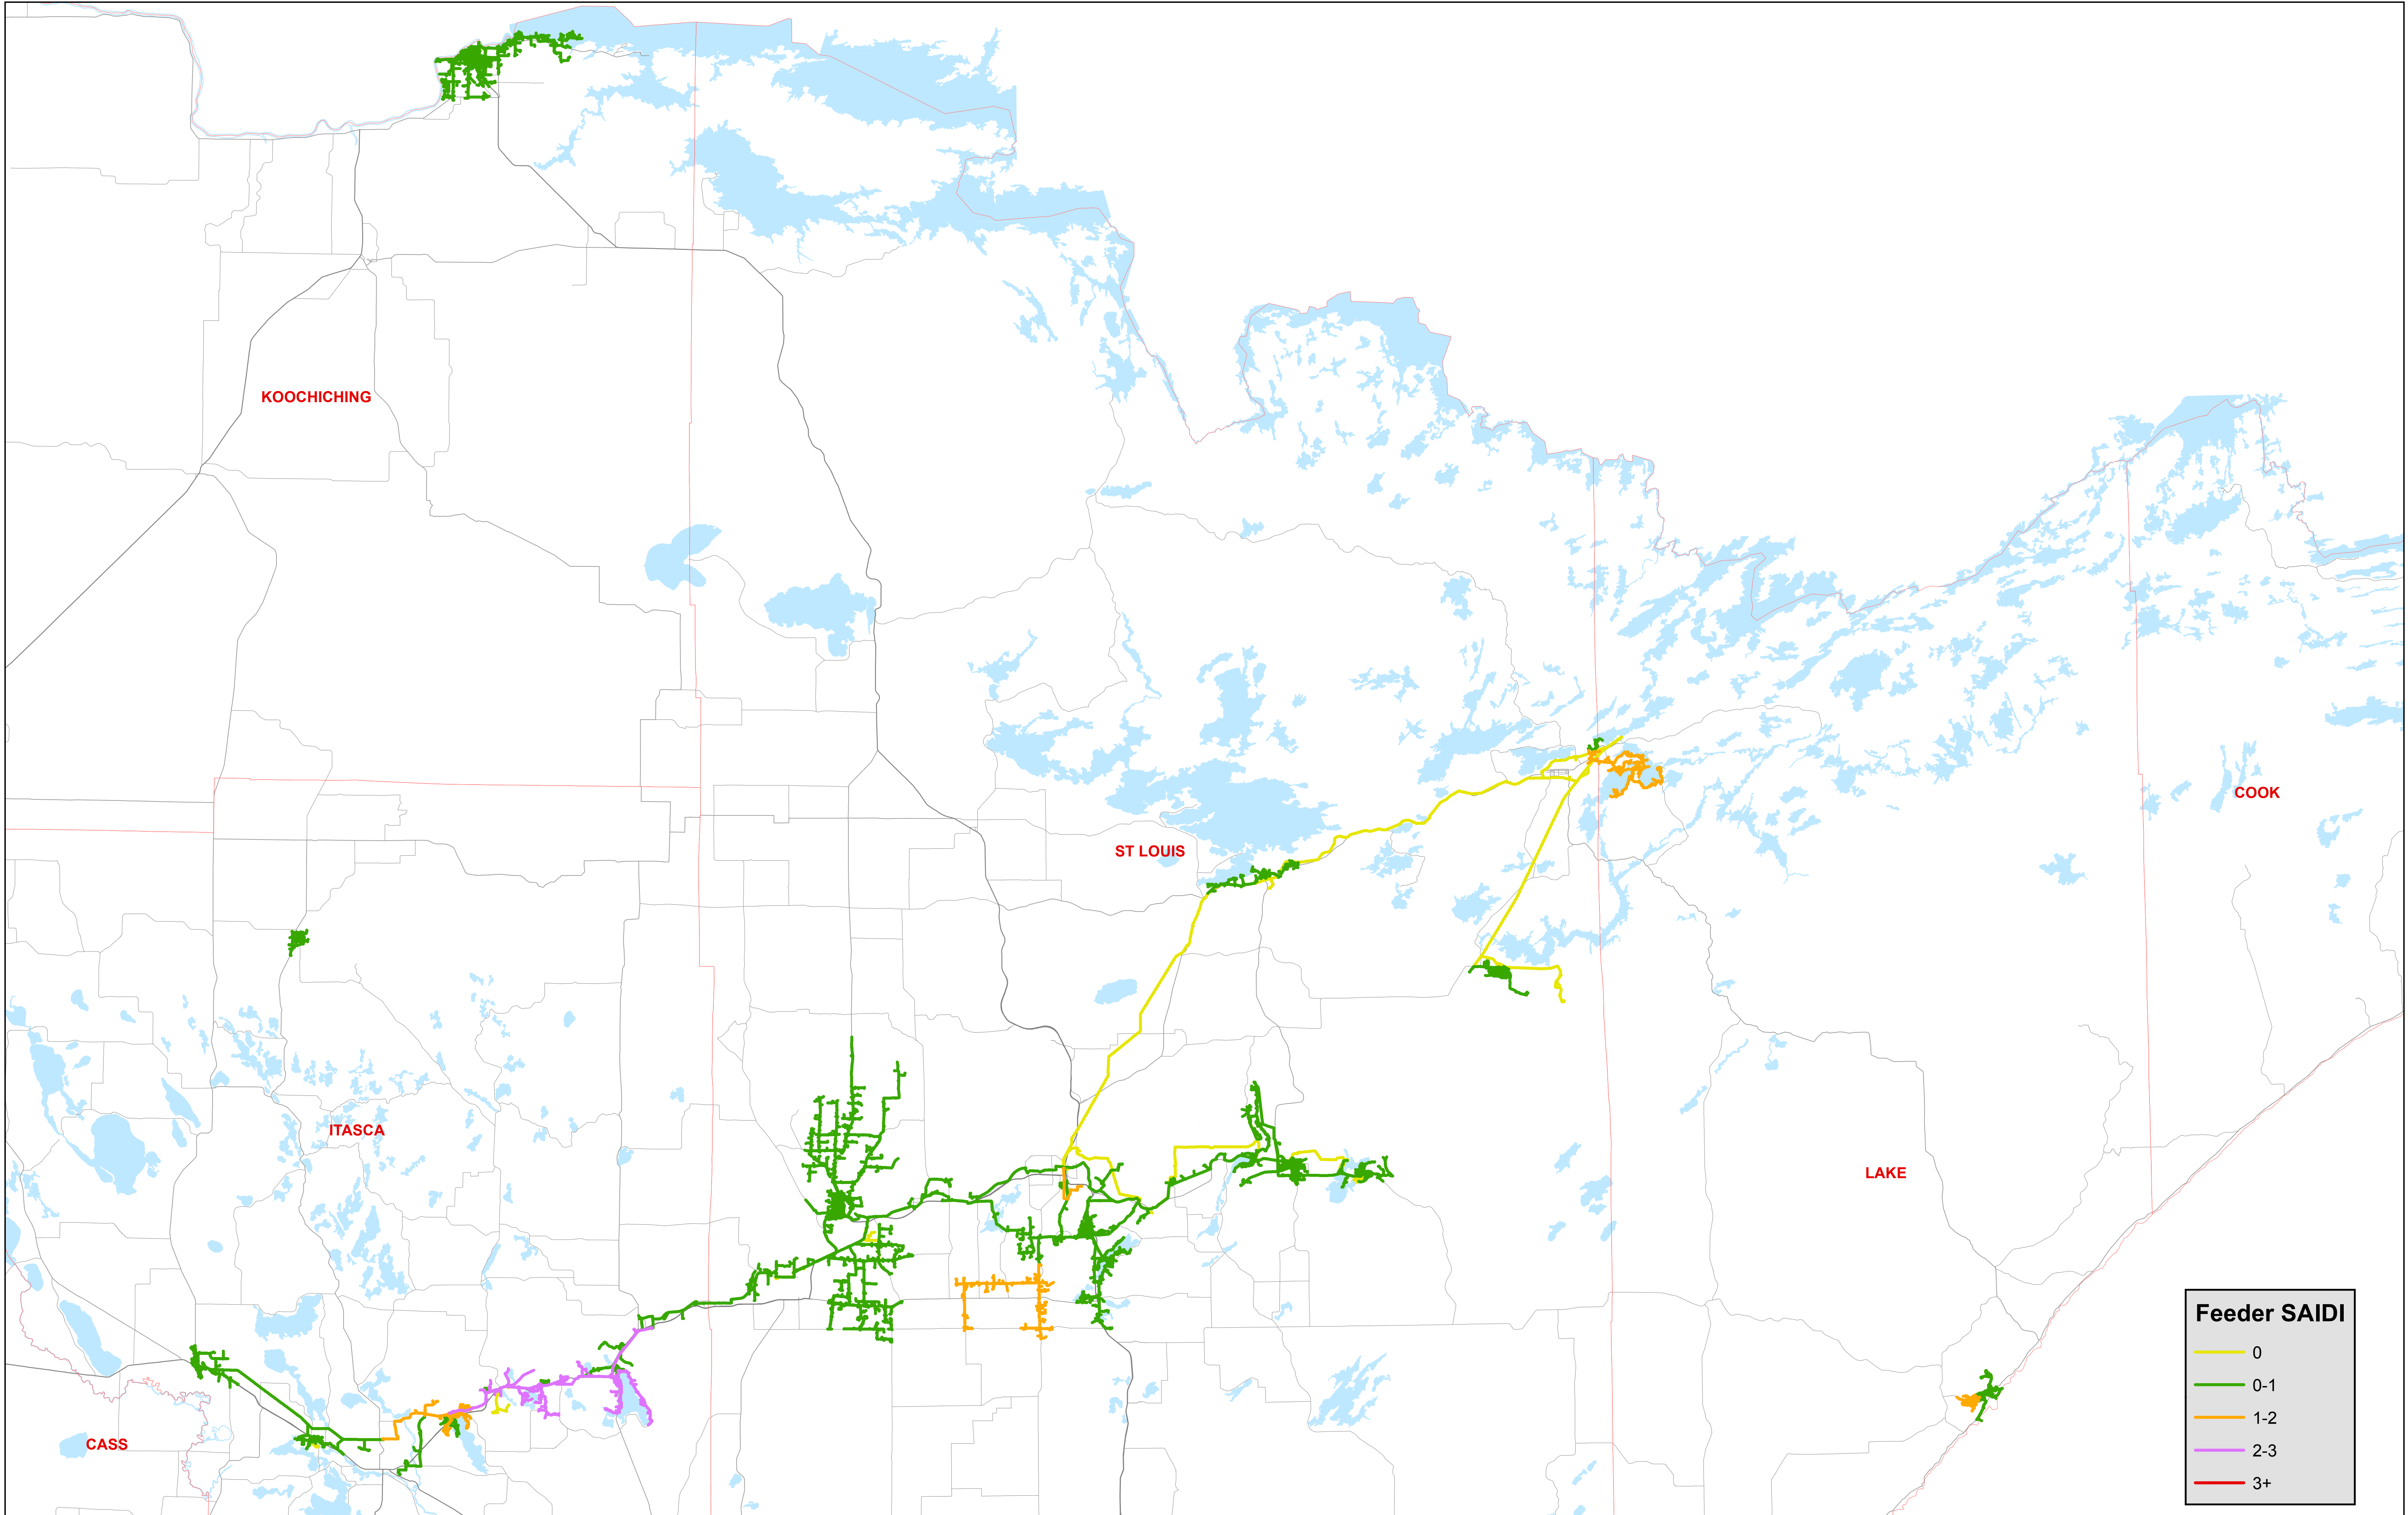 KOOCHICHING
COOK
ST LOUIS
ITASCA
LAKE
CASS
Feeder SAIDI
0
0-1
1-2
2-3
3+